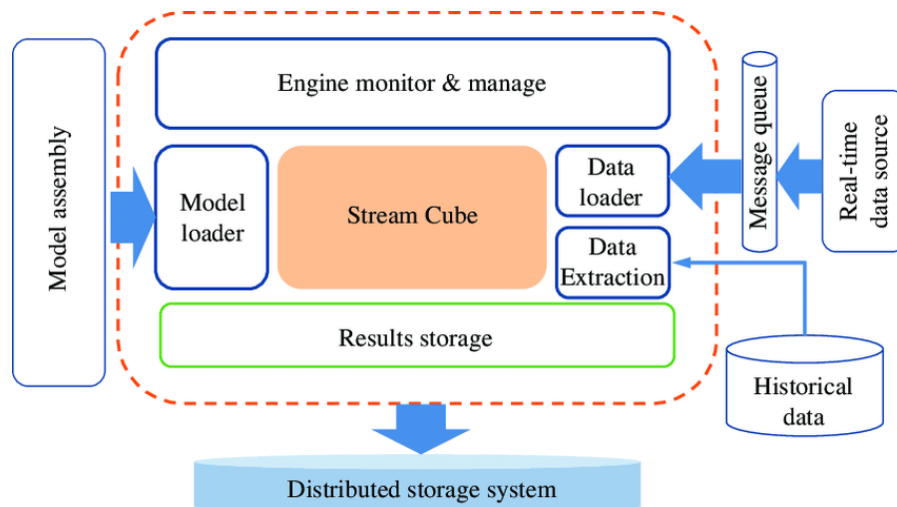 Engine monitor & manage
Model assembly
Model
loader
Stream Cube
Data
loader
Data
Extraction
Message queue
Real-time
data source
Results storage
Historical
data
Distributed storage system